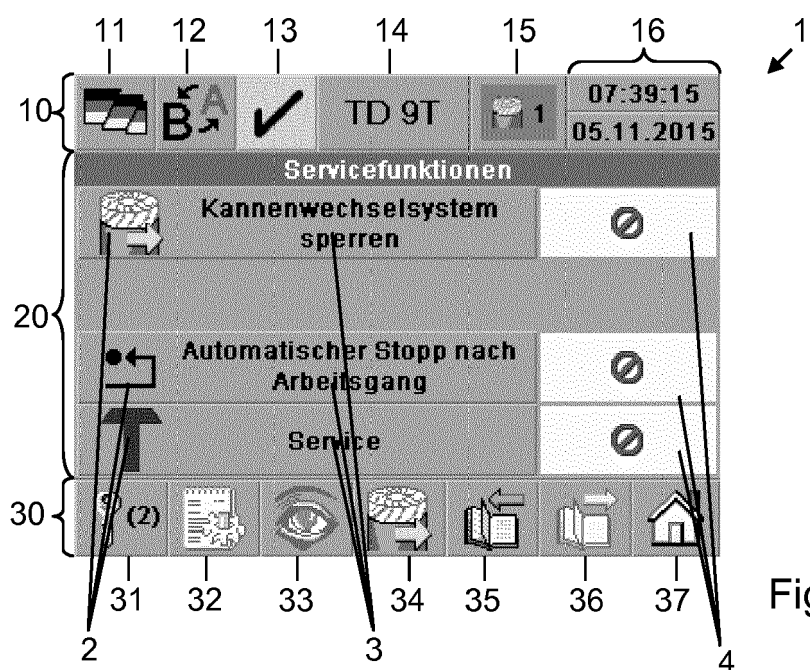 11 12 13 14 15 16 1
10
B A
TD 9T
1
07:39:15
05.11.2015
Servicefunktionen
Kannenwechselsystem
sperren
20
Automatischer Stopp nach
Arbeitsgang
Service
30
(2)
31 32 33 34 35 36 37
Fig
2 3 4